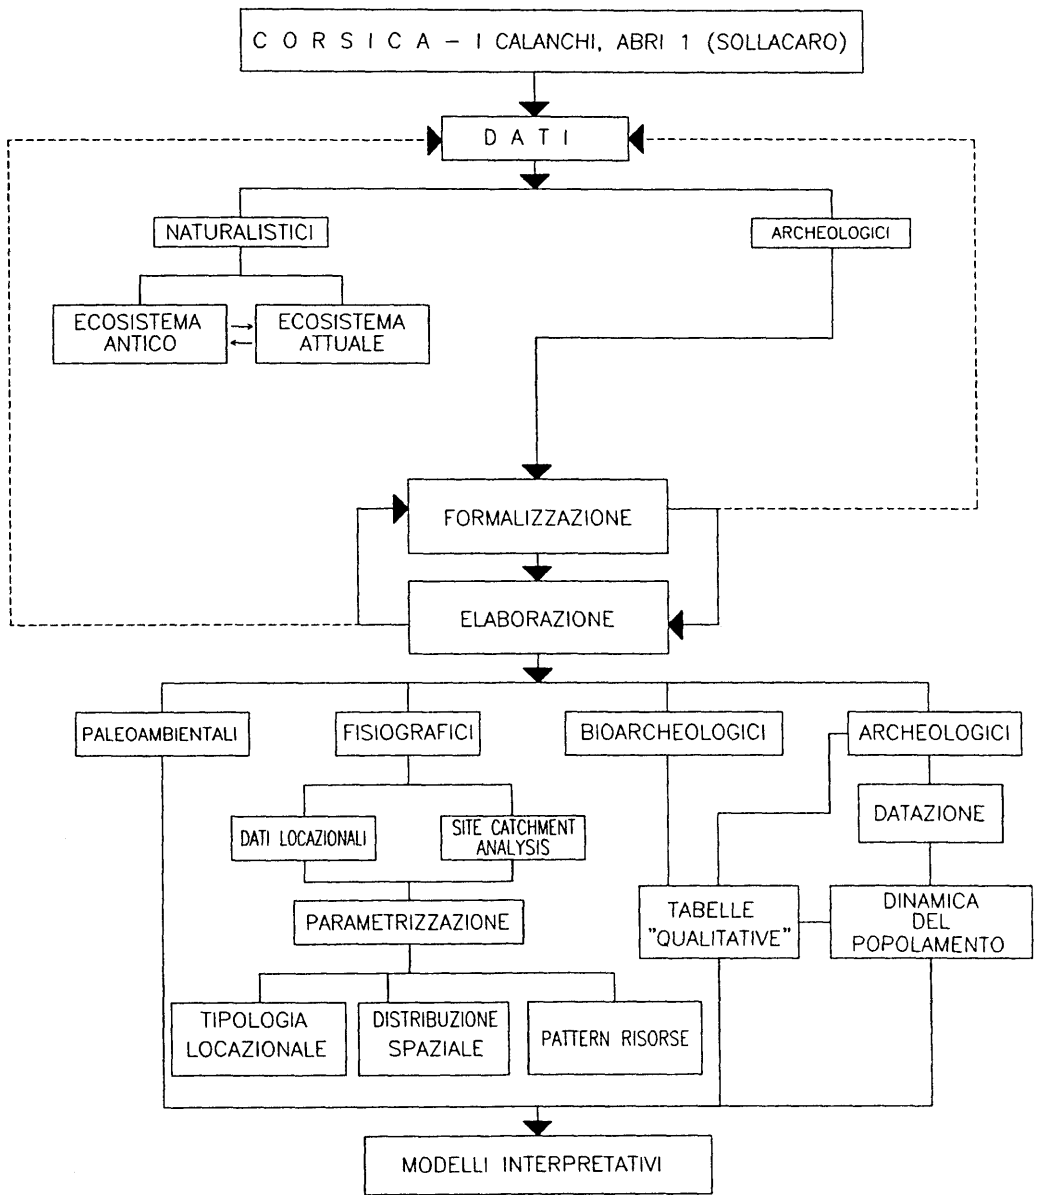 C O R S I C A – I CALANCHI, ABRI 1 (SOLLACARO)
D A T I
NATURALISTICI
ARCHEOLOGICI
ECOSISTEMA
ANTICO
ECOSISTEMA
ATTUALE
FORMALIZZAZIONE
ELABORAZIONE
PALEOAMBIENTALI
FISIOGRAFICI
BIOARCHEOLOGICI
ARCHEOLOGICI
DATI LOCAZIONALI
SITE CATCHMENT
ANALYSIS
DATAZIONE
PARAMETRIZZAZIONE
TABELLE
"QUALITATIVE"
DINAMICA
DEL
POPOLAMENTO
TIPOLOGIA
LOCAZIONALE
DISTRIBUZIONE
SPAZIALE
PATTERN RISORSE
MODELLI INTERPRETATIVI